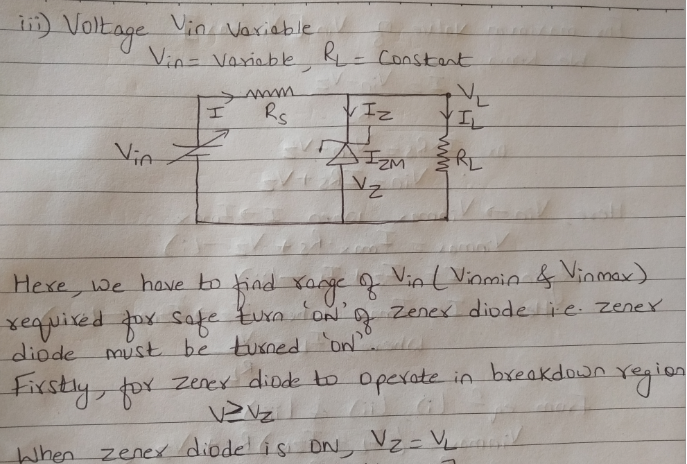 iii) Voltage Vin Variable
Vin = Variable, RL = Constant
I
Rs
IZ
VL
IL
Vin
IZM
RL
VZ
Here, we have to find range of Vin (Vinmin & Vinmax)
required for safe turn 'ON' of zener diode i.e. zener
diode must be turned 'ON'.
Firstly, for zener diode to operate in breakdown region
V≥VZ
When zener diode is ON, VZ = VL